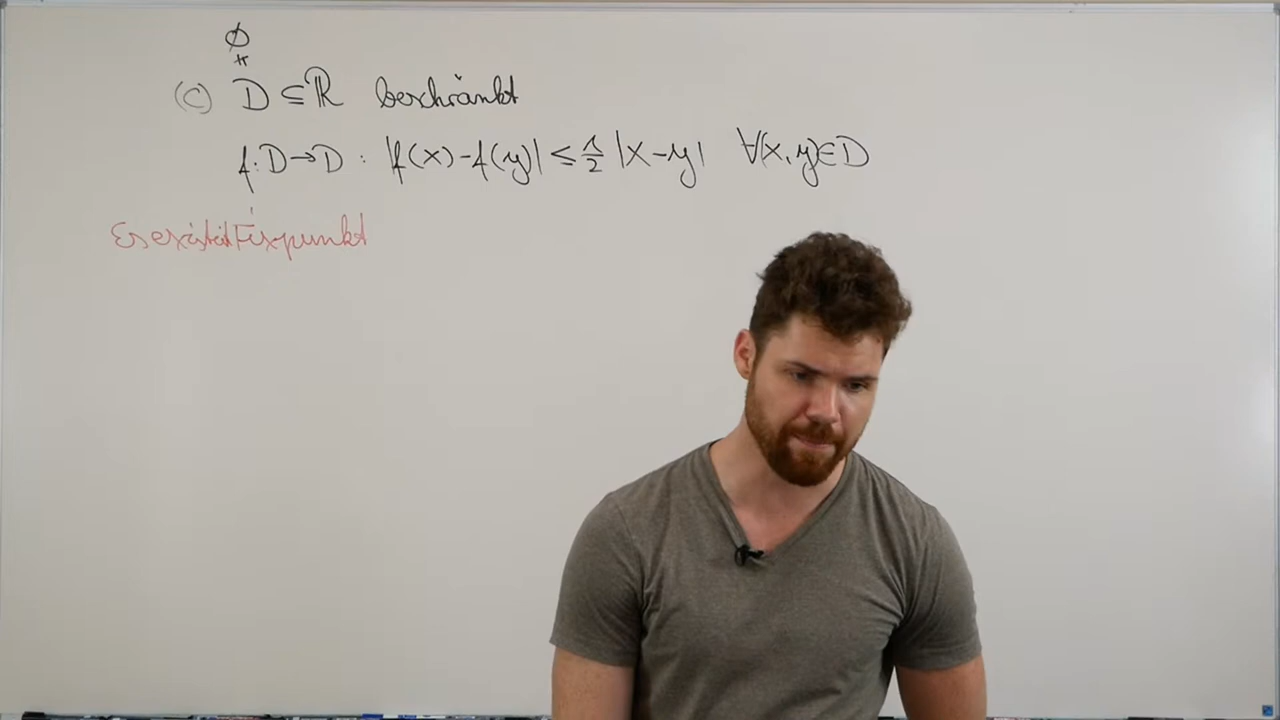 ∅
≠
(c) D ⊆ ℝ beschränkt
f: D → D : |f(x) - f(y)| ≤ 1/2 |x - y| ∀(x, y) ∈ D
Es existiert Fixpunkt